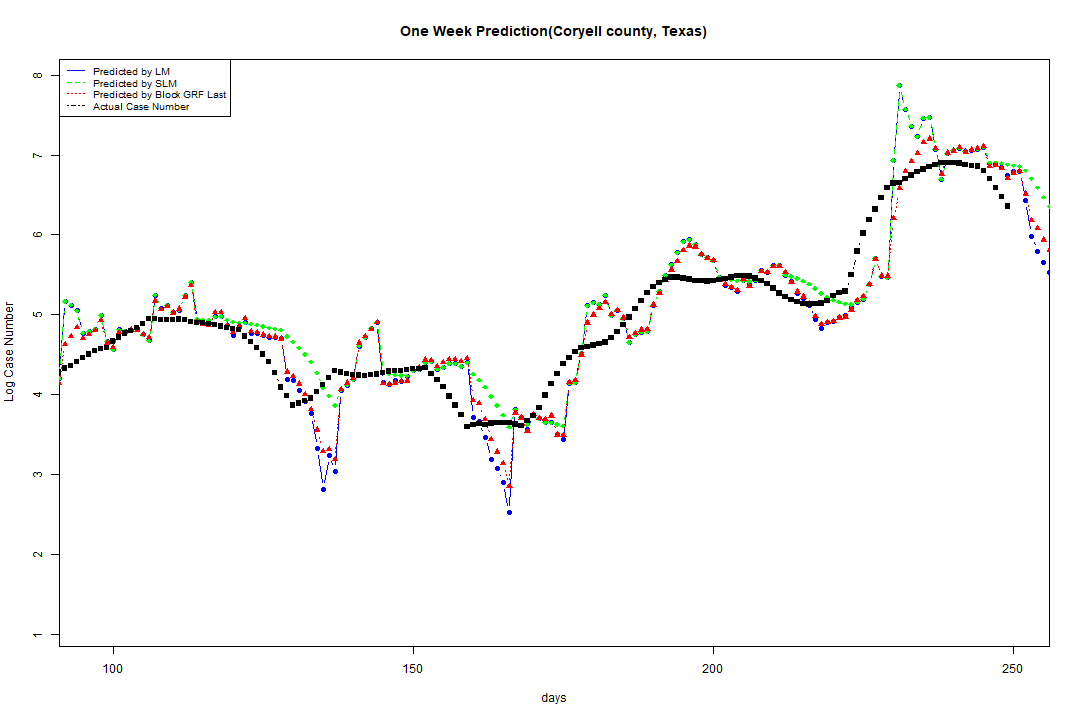 One Week Prediction(Coryell county, Texas)
Predicted by LM
Predicted by SLM
Predicted by Block GRF Last
Actual Case Number
8
7
6
5
4
3
2
1
Log Case Number
100 150 200 250
days